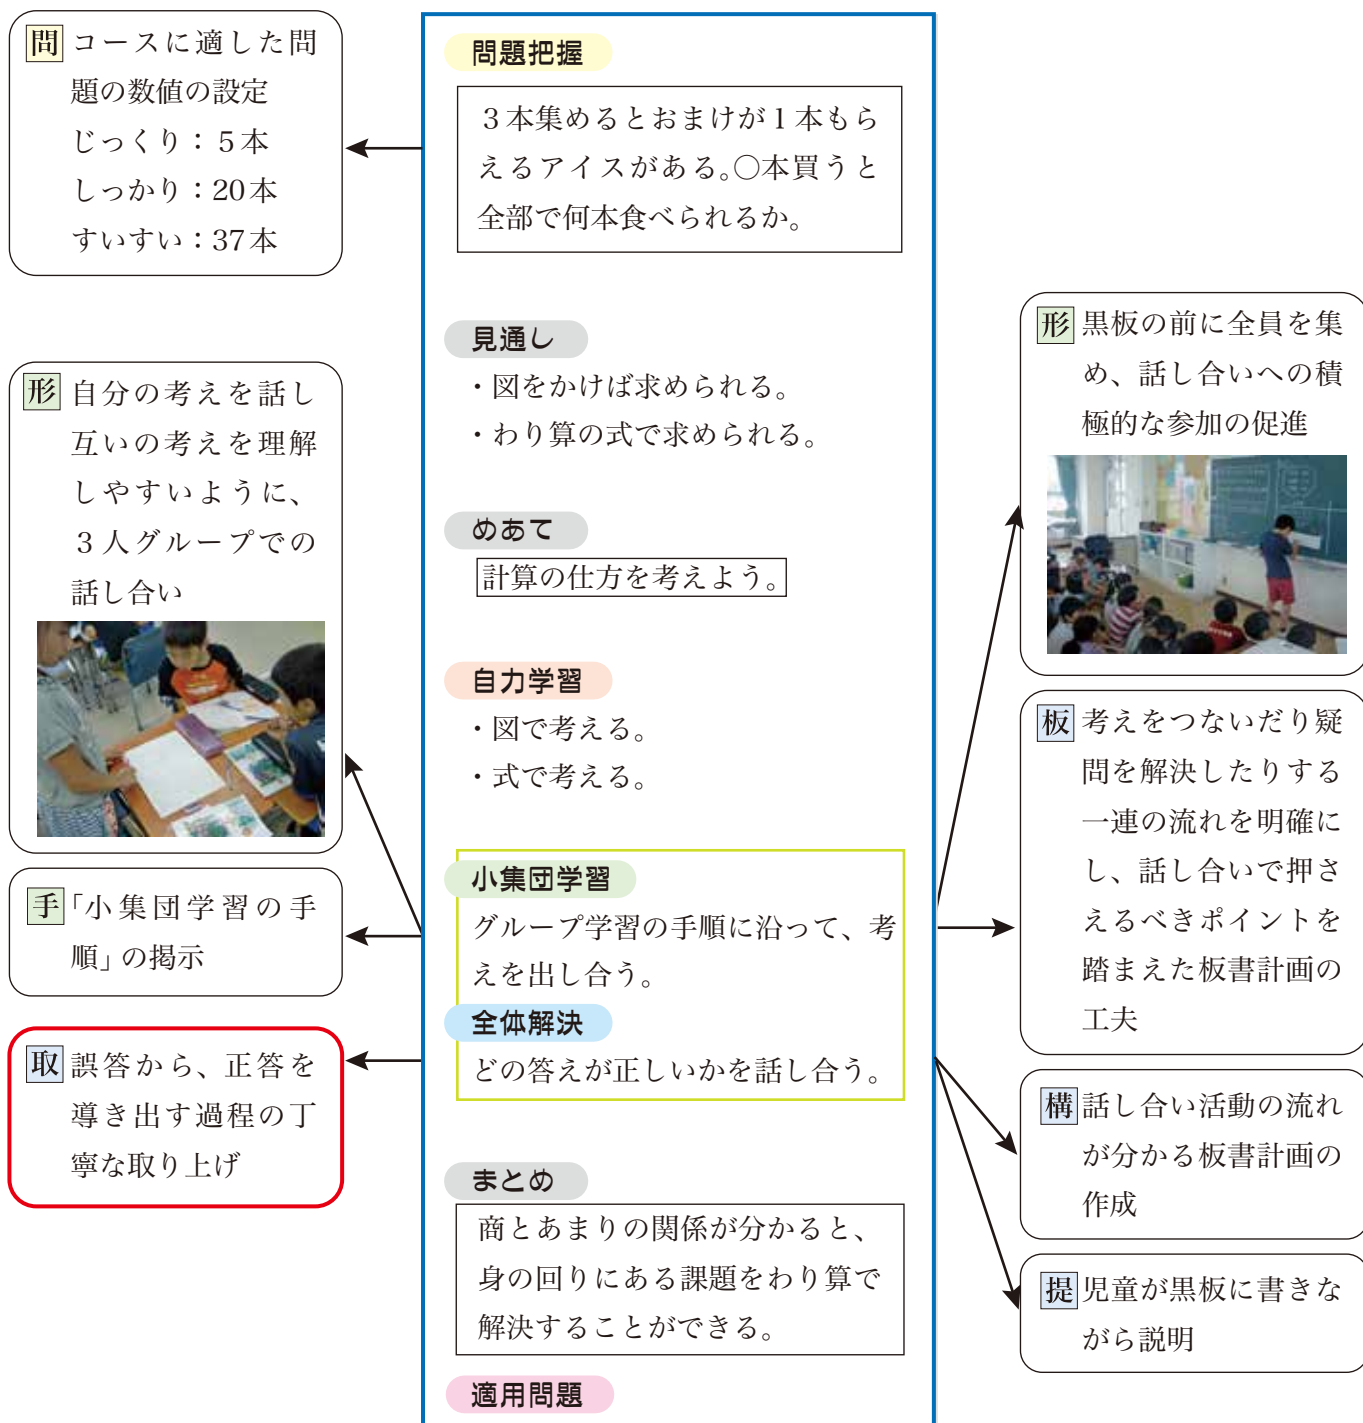 問 コースに適した問
題の数値の設定
じっくり：5本
しっかり：20本
すいすい：37本
形 自分の考えを話し
互いの考えを理解
しやすいように、
３人グループでの
話し合い
手 「小集団学習の手
順」の掲示
取 誤答から、正答を
導き出す過程の丁
寧な取り上げ
問題把握
３本集めるとおまけが１本もら
えるアイスがある。○本買うと
全部で何本食べられるか。
見通し
・図をかけば求められる。
・わり算の式で求められる。
めあて
計算の仕方を考えよう。
自力学習
・図で考える。
・式で考える。
小集団学習
グループ学習の手順に沿って、考
えを出し合う。
全体解決
どの答えが正しいかを話し合う。
まとめ
商とあまりの関係が分かると、
身の回りにある課題をわり算で
解決することができる。
適用問題
形 黒板の前に全員を集
め、話し合いへの積
極的な参加の促進
板 考えをつないだり疑
問を解決したりする
一連の流れを明確に
し、話し合いで押さ
えるべきポイントを
踏まえた板書計画の
工夫
構 話し合い活動の流れ
が分かる板書計画の
作成
提 児童が黒板に書きな
がら説明